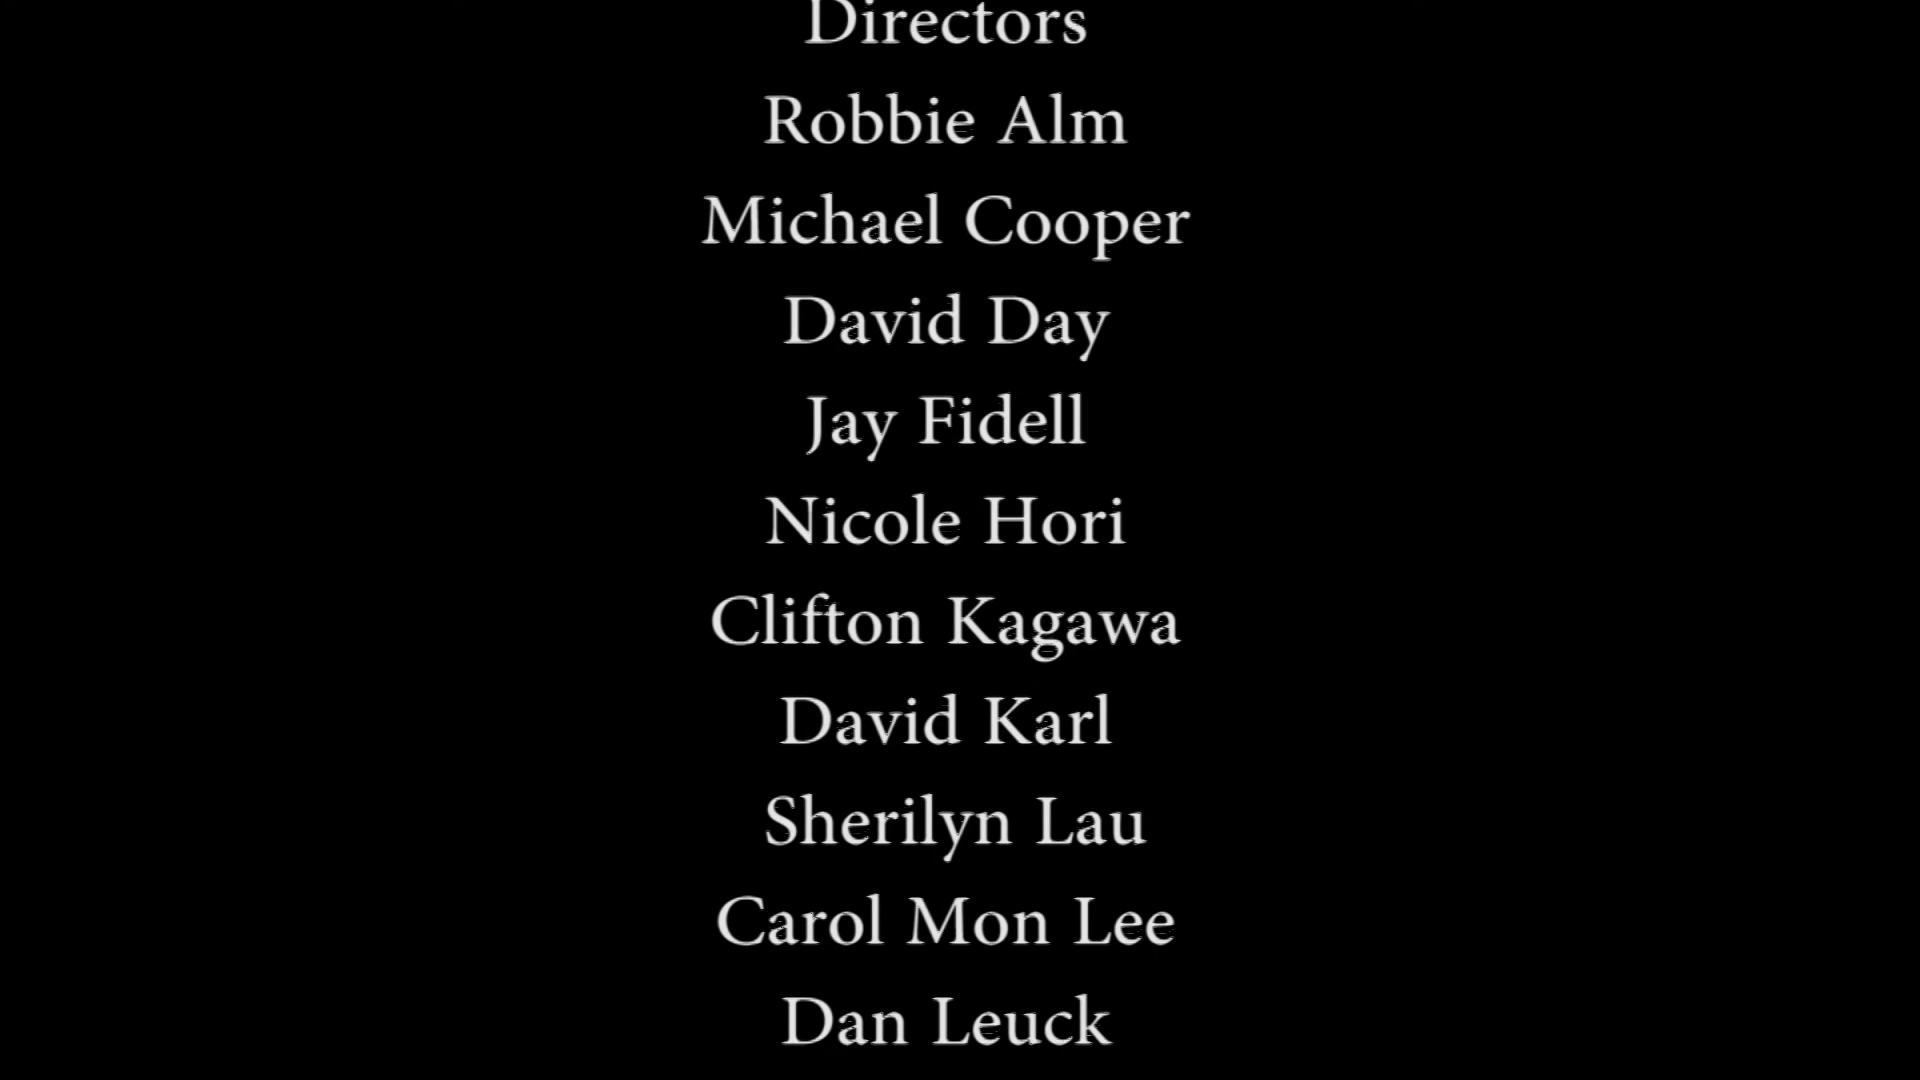 Directors
Robbie Alm
Michael Cooper
David Day
Jay Fidell
Nicole Hori
Clifton Kagawa
David Karl
Sherilyn Lau
Carol Mon Lee
Dan Leuck